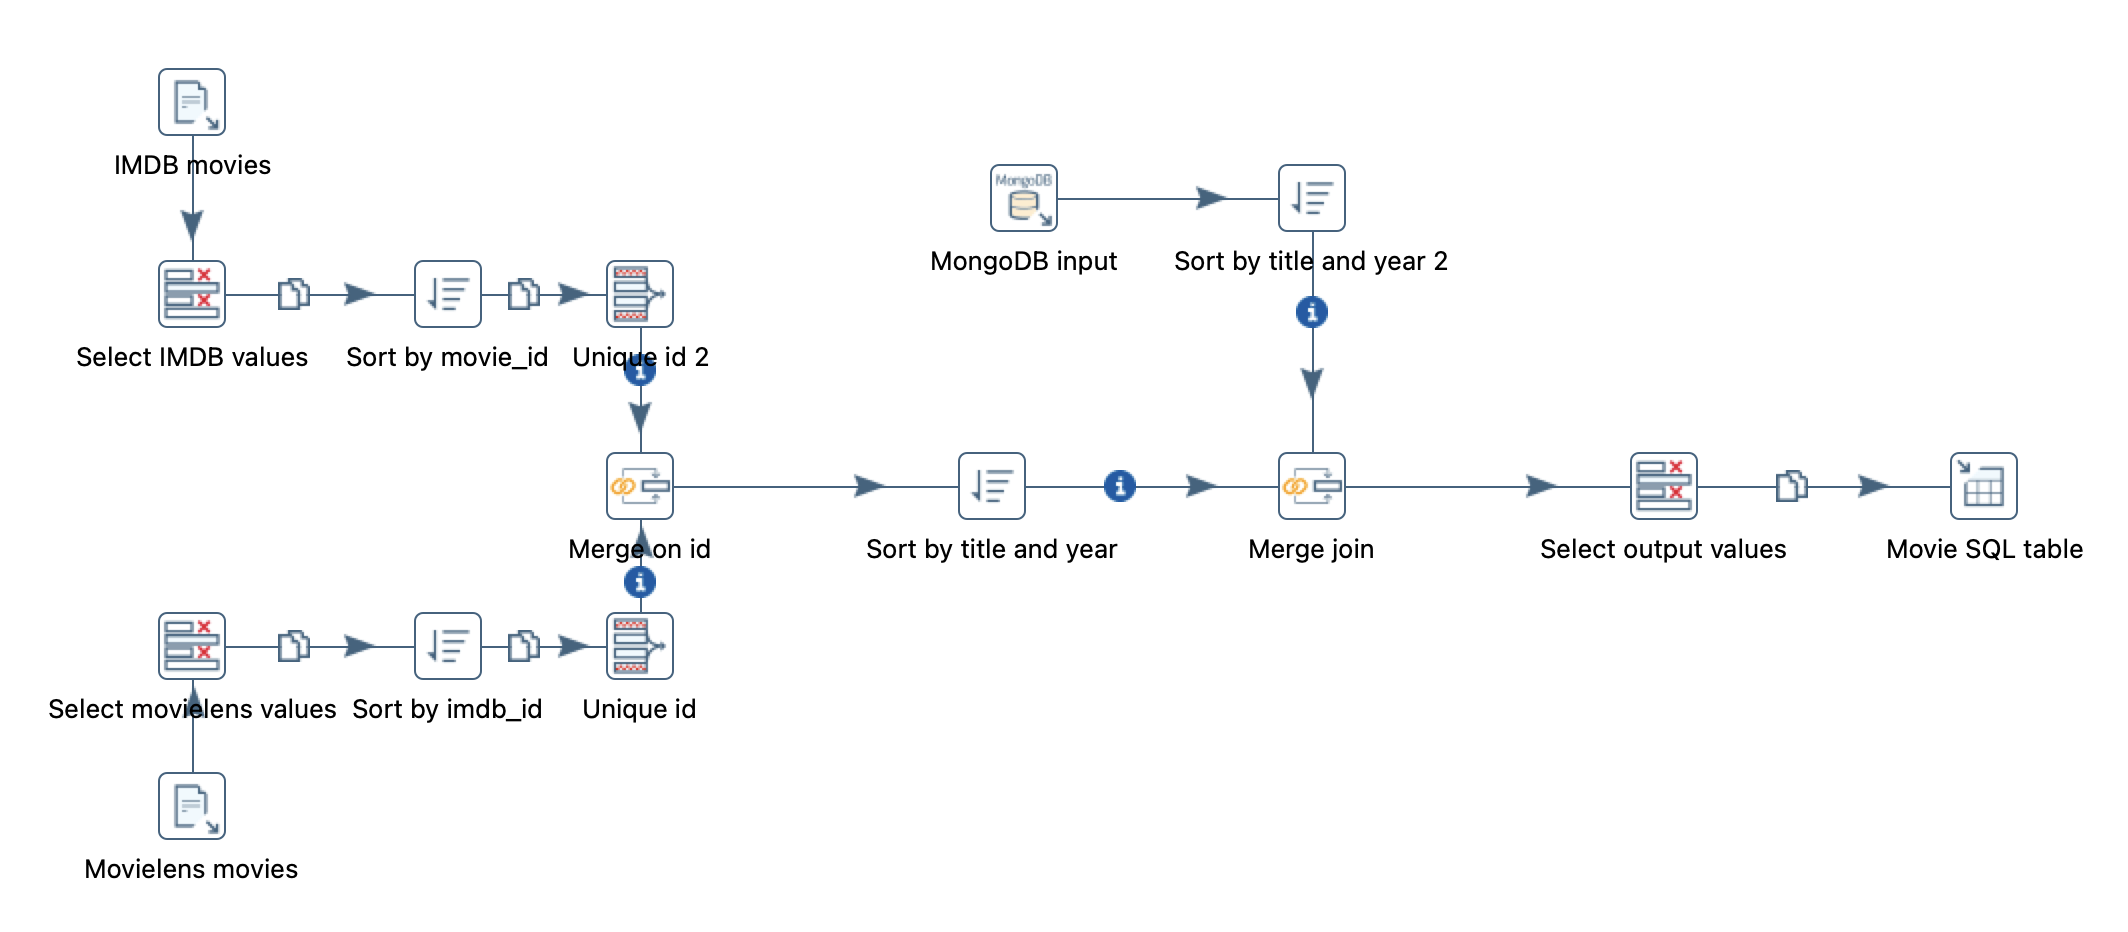 IMDB movies
MongoDB
MongoDB input
Sort by title and year 2
Select IMDB values
Sort by movie_id
Unique id 2
Merge on id
Sort by title and year
Merge join
Select output values
Movie SQL table
Select movielens values
Sort by imdb_id
Unique id
Movielens movies